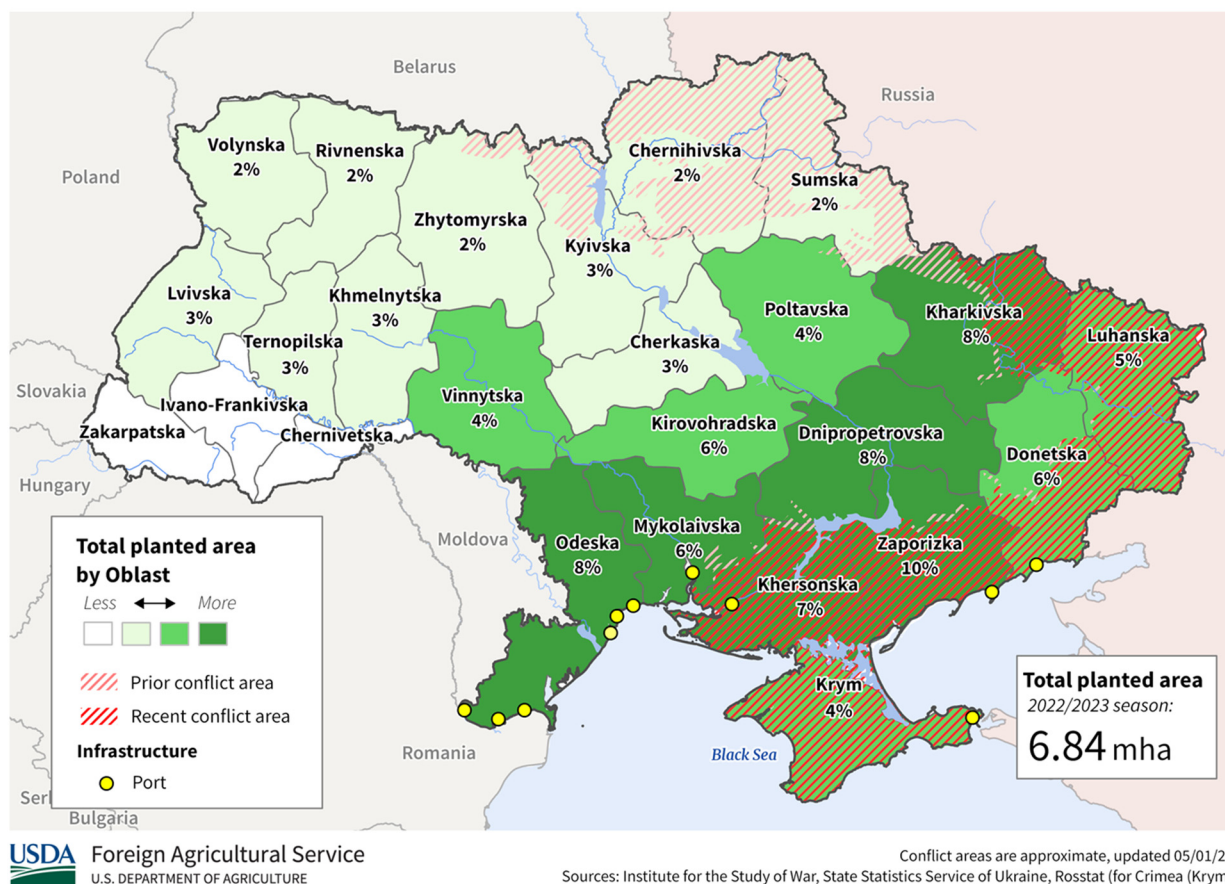 Belarus
Russia
Poland
Slovakia
Hungary
Moldova
Romania
Bulgaria
Black Sea
Volynska
2%
Rivnenska
2%
Zhytomyrska
2%
Kyivska
3%
Chernihivska
2%
Sumska
2%
Lvivska
3%
Ternopilska
3%
Khmelnytska
3%
Vinnytska
4%
Cherkaska
3%
Poltavska
4%
Kharkivska
8%
Luhanska
5%
Ivano-Frankivska
Zakarpatska
Chernivetska
Kirovohradska
6%
Dnipropetrovska
8%
Donetska
6%
Odeska
8%
Mykolaivska
6%
Khersonska
7%
Zaporizka
10%
Krym
4%
Total planted area
by Oblast
Less More
Prior conflict area
Recent conflict area
Infrastructure
Port
Total planted area
2022/2023 season:
6.84 mha
USDA Foreign Agricultural Service
U.S. DEPARTMENT OF AGRICULTURE
Conflict areas are approximate, updated 05/01/2
Sources: Institute for the Study of War, State Statistics Service of Ukraine, Rosstat (for Crimea (Krym